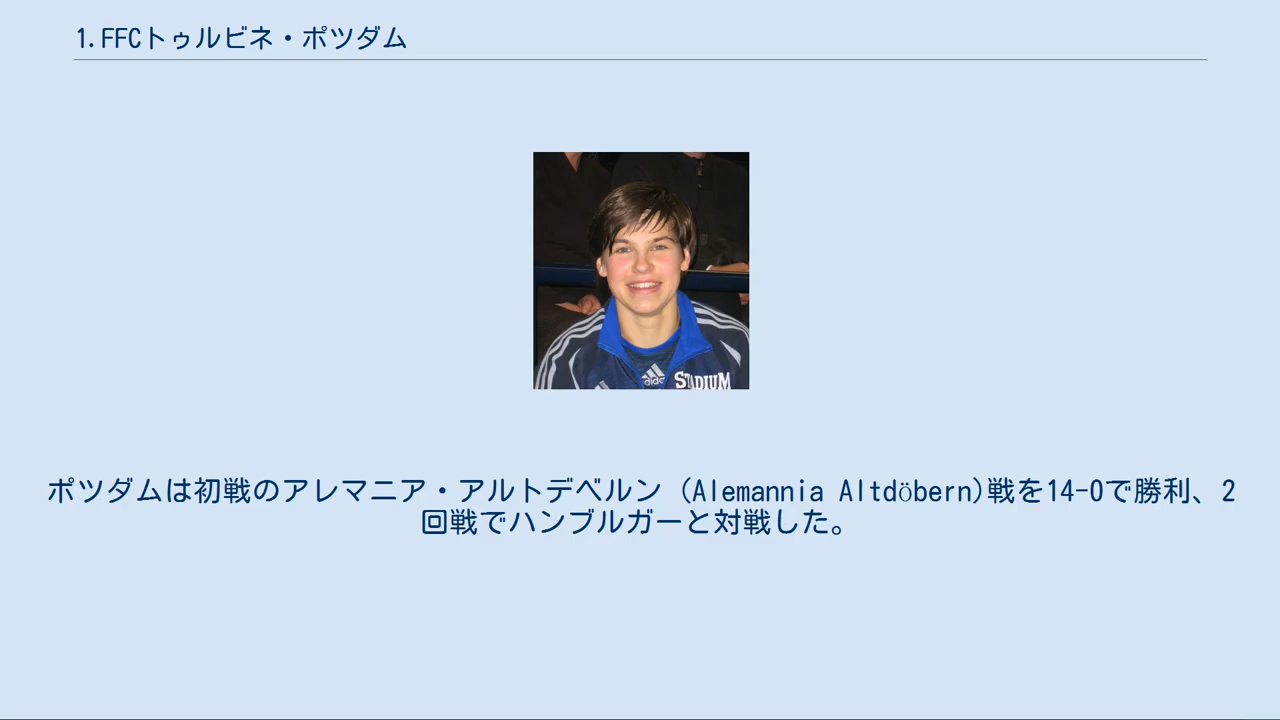 1.FFCトゥルビネ・ポツダム
adidas
STADIUM
ポツダムは初戦のアレマニア・アルトデベルン (Alemannia Altdöbern)戦を14-0で勝利、2
回戦でハンブルガーと対戦した。